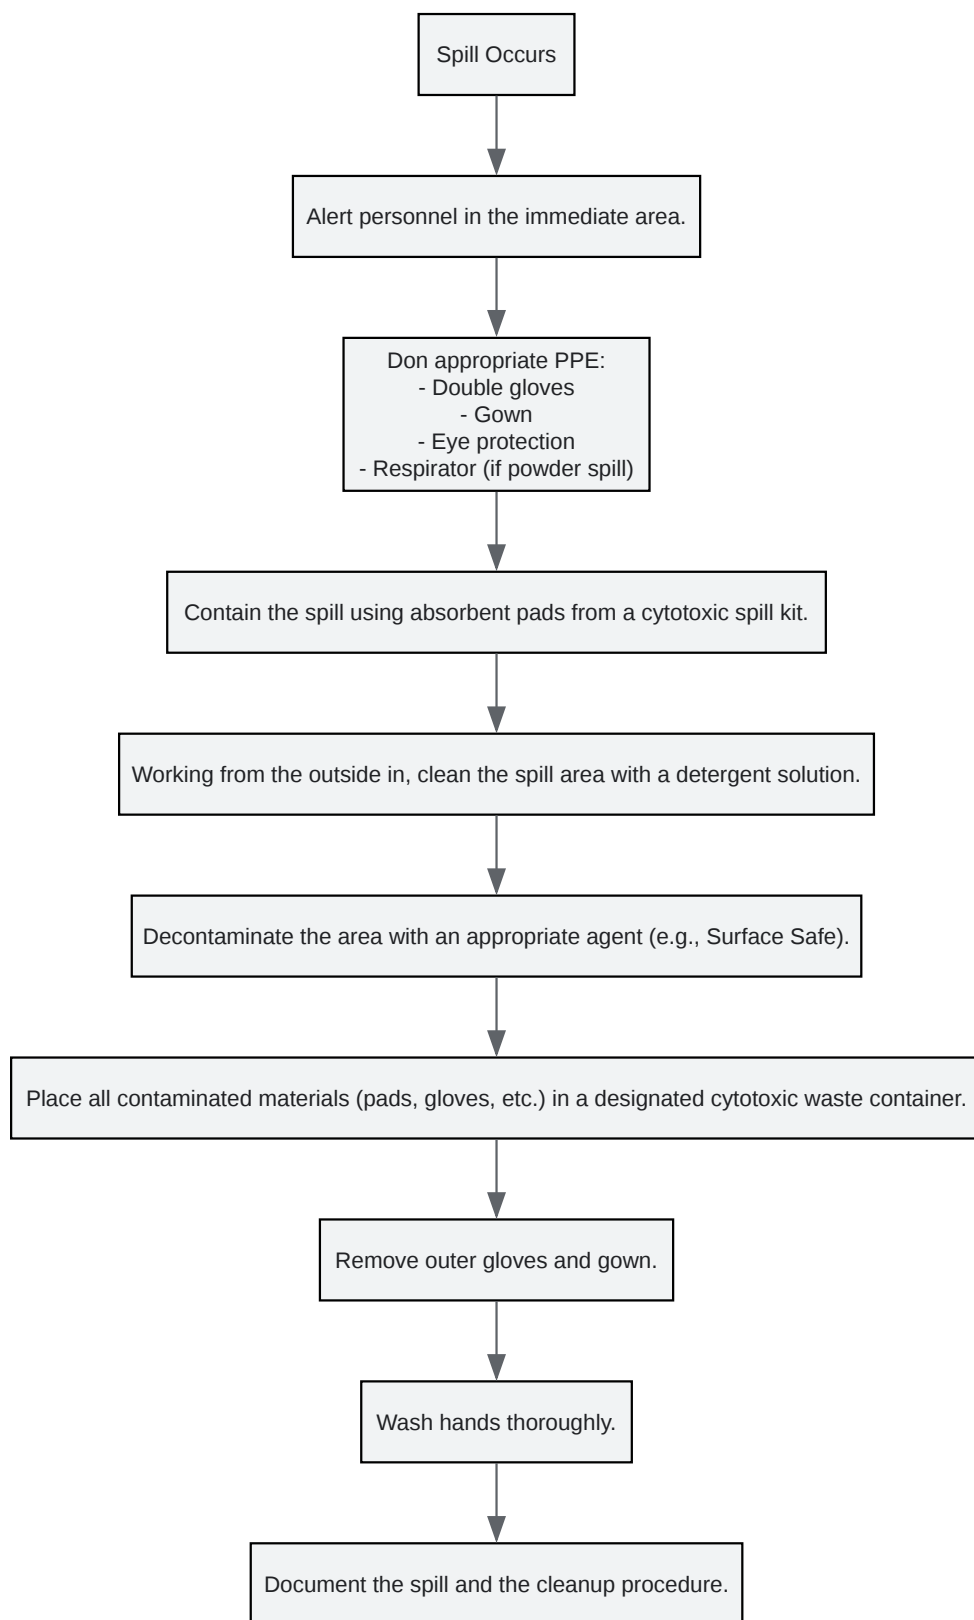 Spill Occurs
Alert personnel in the immediate area.
Don appropriate PPE:
- Double gloves
- Gown
- Eye protection
- Respirator (if powder spill)
Contain the spill using absorbent pads from a cytotoxic spill kit.
Working from the outside in, clean the spill area with a detergent solution.
Decontaminate the area with an appropriate agent (e.g., Surface Safe).
Place all contaminated materials (pads, gloves, etc.) in a designated cytotoxic waste container.
Remove outer gloves and gown.
Wash hands thoroughly.
Document the spill and the cleanup procedure.